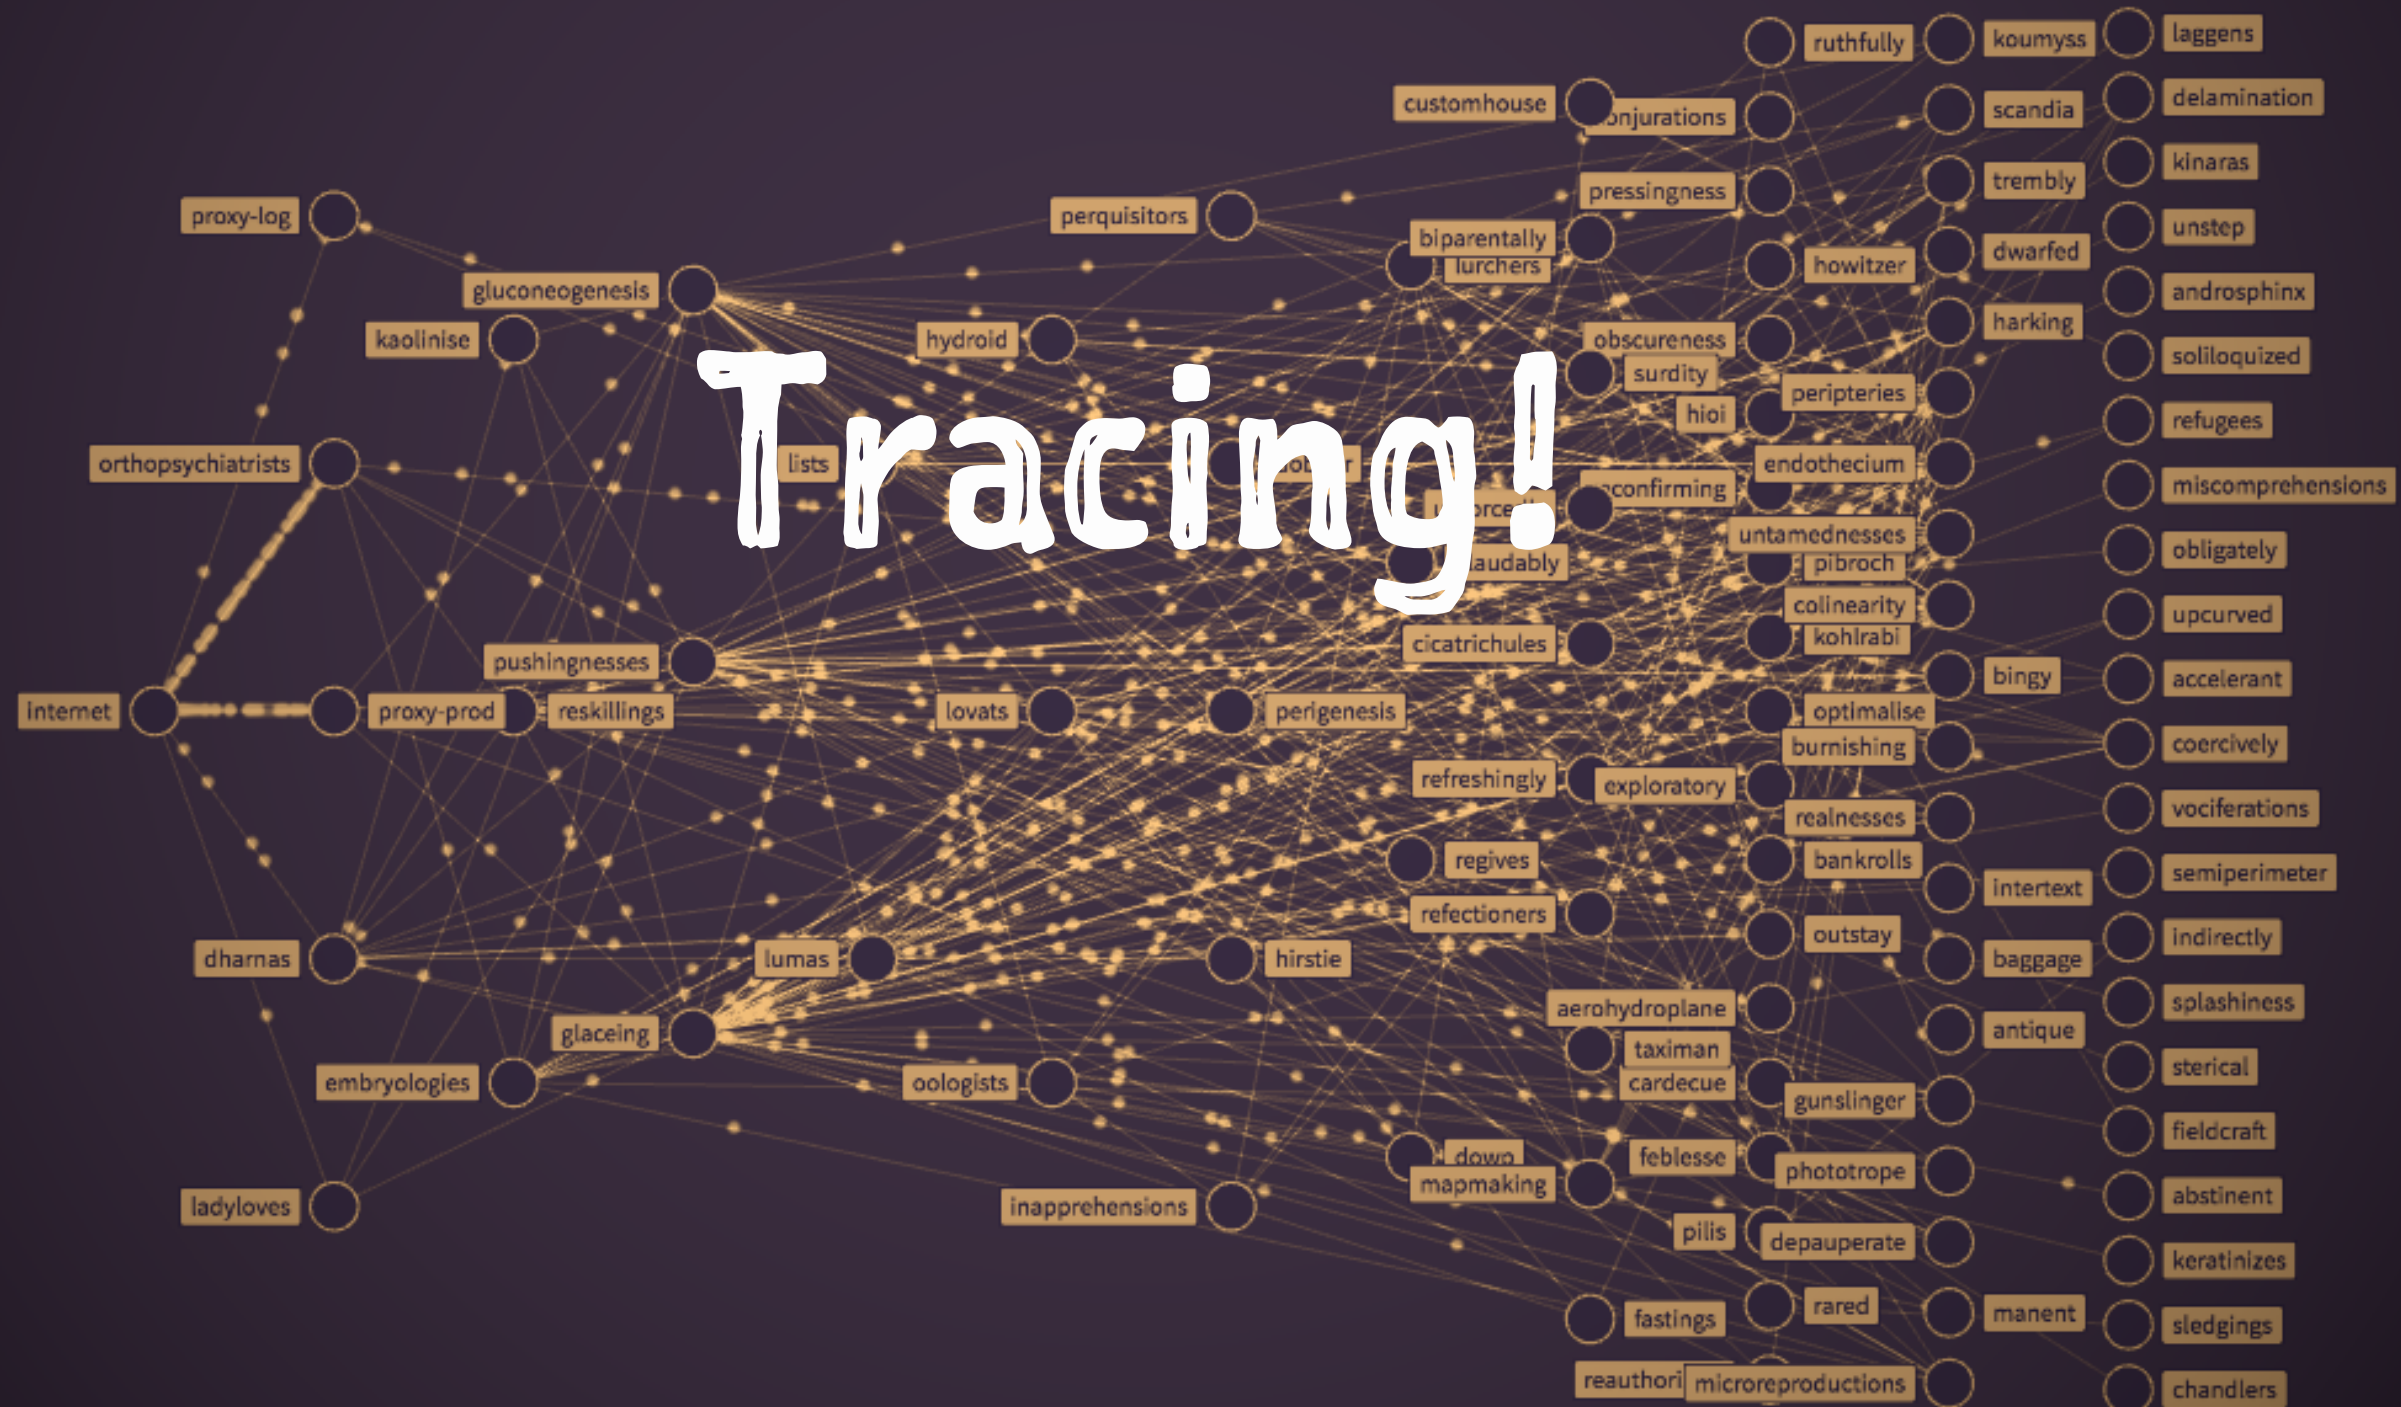 laggens
ruthfully
koumyss
delamination
customhouse
scandia
kinaras
trembly
pressingness
proxy-log
perquisitors
unstep
biparentally
dwarfed
lurchers
howitzer
gluconeogenesis
androsphinx
harking
kaolinise
hydroid
obscureness
soliloquized
surdity
peripteries
hioi
refugees
Tracing!
orthopsychiatrists
lists
endothecium
miscomprehensions
untamednesses
obligately
pibroch
colinearity
upcurved
kohlrabi
cicatrichules
pushingnesses
bingy
accelerant
internet
proxy-prod
reskillings
lovats
perigenesis
optimalise
burnishing
coercively
refreshingly
exploratory
vociferations
realnesses
regives
bankrolls
semiperimeter
intertext
refectioners
outstay
indirectly
dharnas
lumas
hirstie
baggage
splashiness
aerohydroplane
glaceing
antique
taximan
sterical
embryologies
oologists
cardecue
gunslinger
fieldcraft
dowp
feblesse
phototrope
mapmaking
abstinent
ladyloves
inapprehensions
pilis
depauperate
keratinizes
rared
manent
fastings
sledgings
microreproductions
chandlers